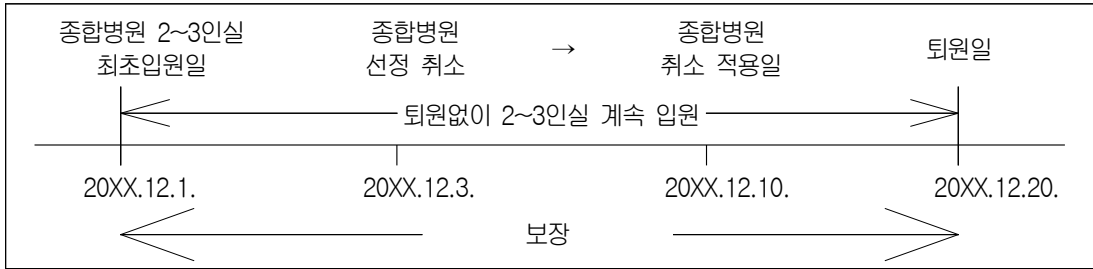 종합병원 2~3인실 종합병원 → 종합병원 퇴원일
최초입원일 선정 취소 취소 적용일
퇴원없이 2~3인실 계속 입원
20XX.12.1. 20XX.12.3. 20XX.12.10. 20XX.12.20.
보장